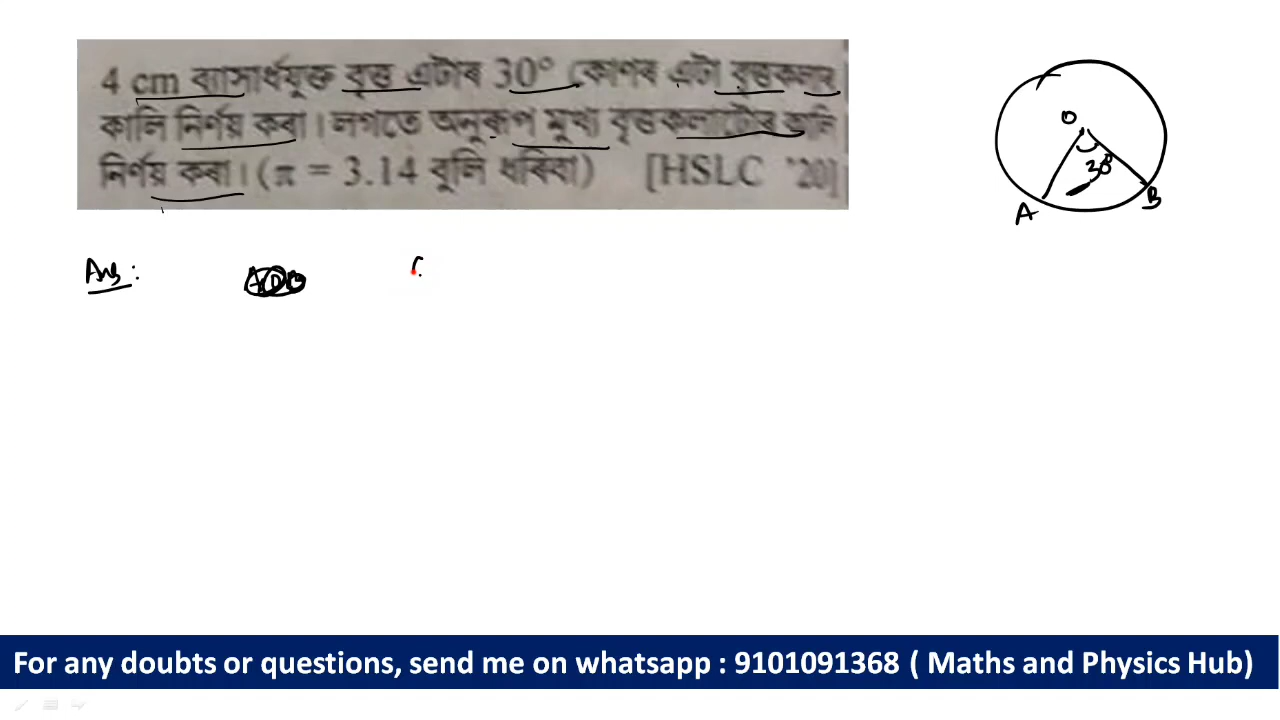 4 cm ব্যাসাৰ্ধযুক্ত বৃত্ত এটাৰ 30° কোণৰ এটা বৃত্তকলাৰ
কালি নিৰ্ণয় কৰা। লগতে অনুৰূপ মুখ্য বৃত্তকলাটোৰ কালি
নিৰ্ণয় কৰা। (π = 3.14 বুলি ধৰিবা) [HSLC '20]
O
30°
A B
Ans :
For any doubts or questions, send me on whatsapp : 9101091368 ( Maths and Physics Hub)